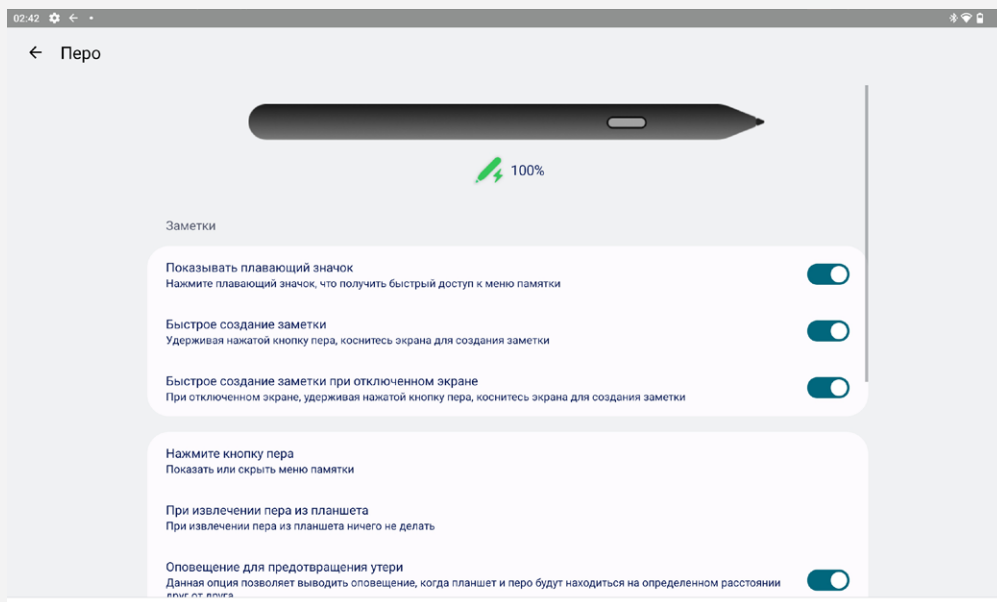 02:42
Перо
100%
Заметки
Показывать плавающий значок
Нажмите плавающий значок, что получить быстрый доступ к меню памятки
Быстрое создание заметки
Удерживая нажатой кнопку пера, коснитесь экрана для создания заметки
Быстрое создание заметки при отключенном экране
При отключенном экране, удерживая нажатой кнопку пера, коснитесь экрана для создания заметки
Нажмите кнопку пера
Показать или скрыть меню памятки
При извлечении пера из планшета
При извлечении пера из планшета ничего не делать
Оповещение для предотвращения утери
Данная опция позволяет выводить оповещение, когда планшет и перо будут находиться на определенном расстоянии
друг от друга